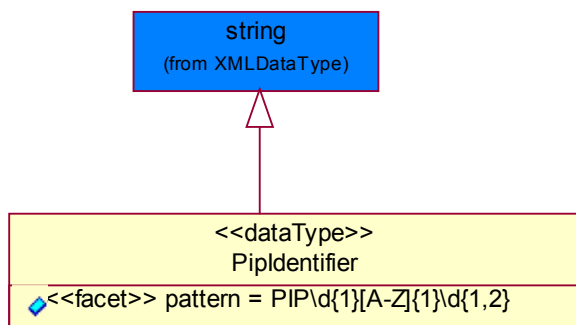 string
(from XMLDataType)
<<dataType>>
PipIdentifier
<<facet>> pattern = PIP\d{1}[A-Z]{1}\d{1,2}